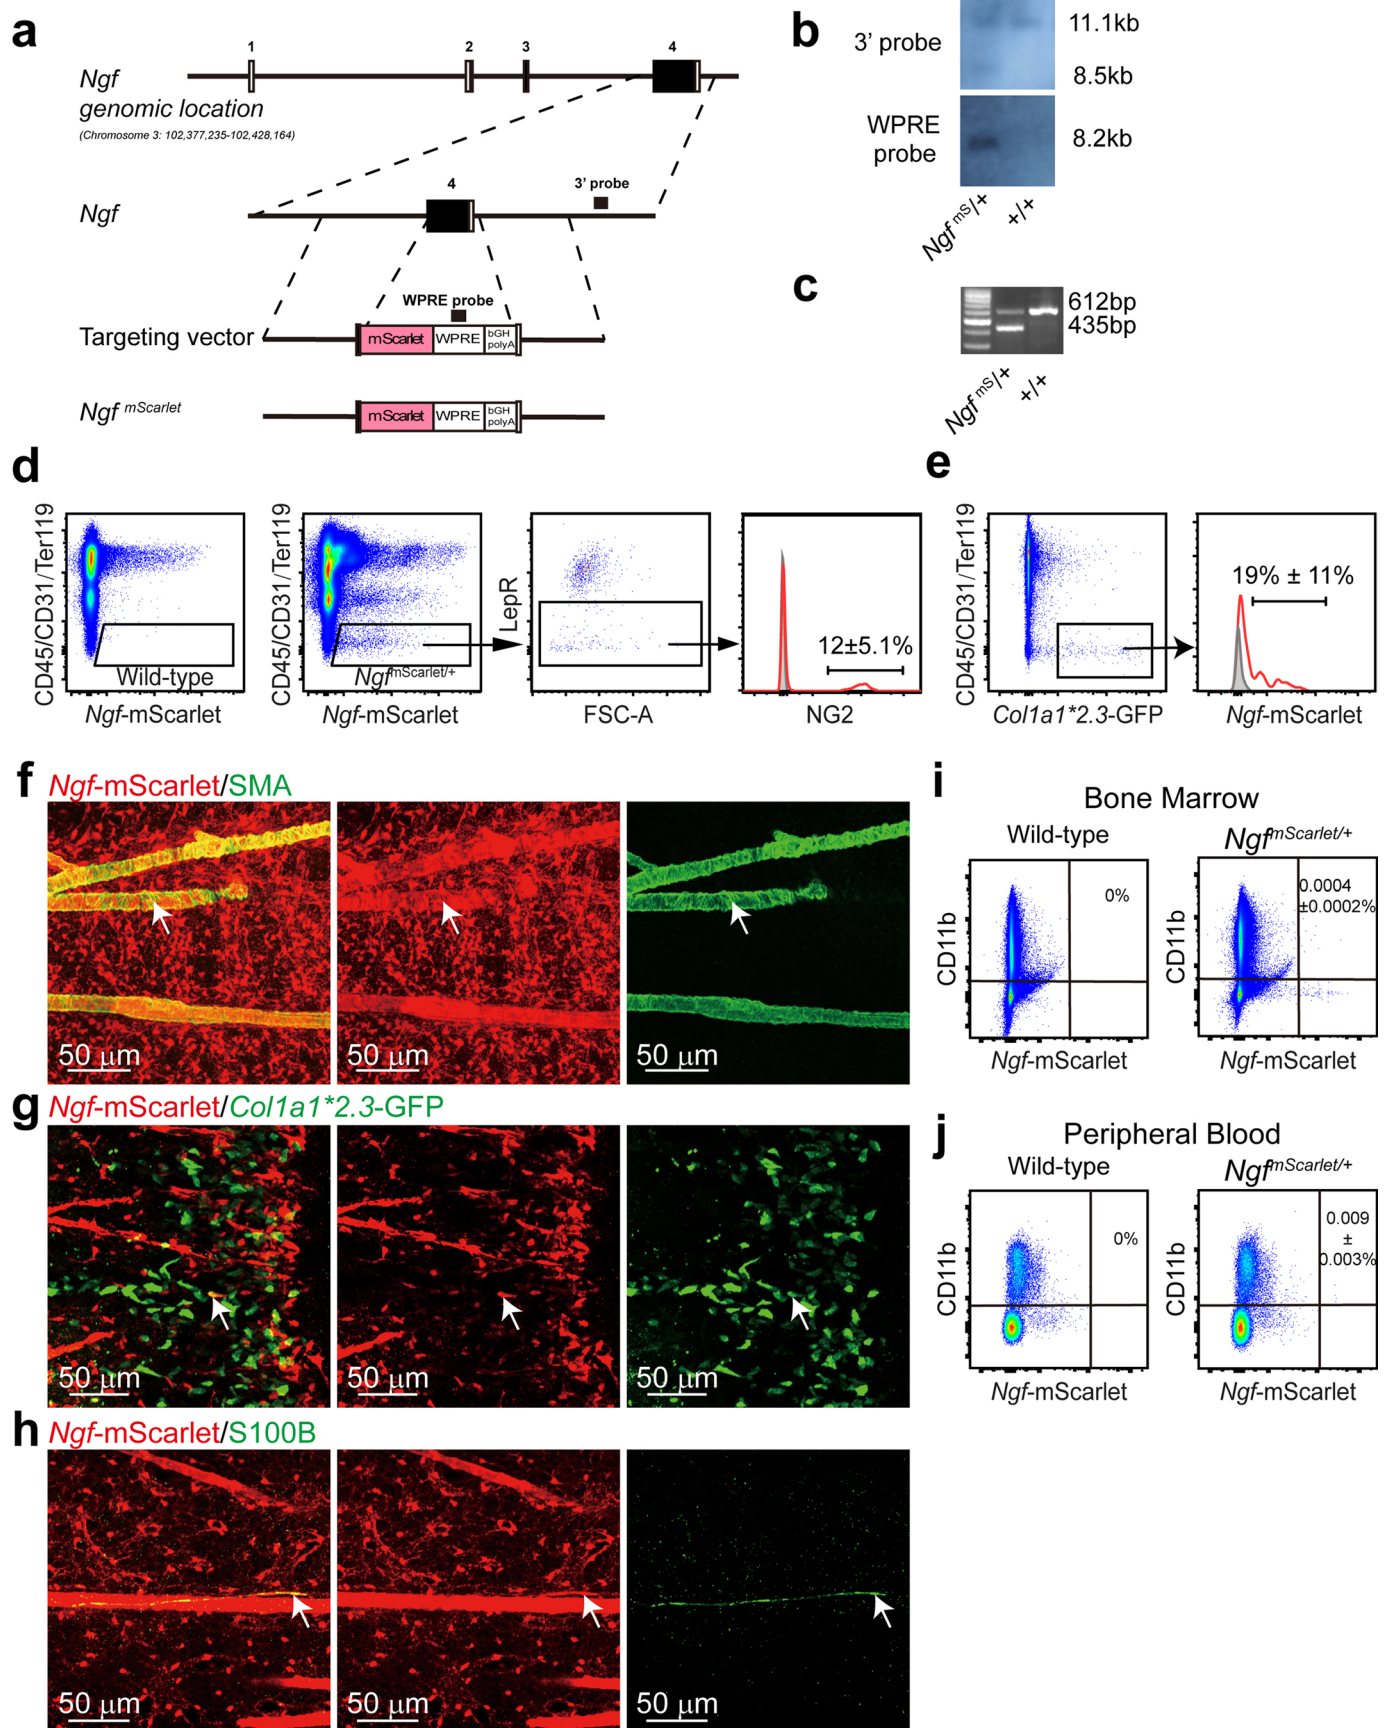 a
1
2
3
4
Ngf
genomic location
(Chromosome 3: 102,377,235-102,428,164)
4
3' probe
Ngf
WPRE probe
Targeting vector
mScarlet
WPRE
bGH
polyA
Ngf mScarlet
mScarlet
WPRE
bGH
polyA
b
3' probe
11.1kb
8.5kb
WPRE
probe
8.2kb
Ngf mS/+
+/+
c
612bp
435bp
Ngf mS/+
+/+
d
CD45/CD31/Ter119
Wild-type
Ngf-mScarlet
CD45/CD31/Ter119
Ngf mScarlet/+
Ngf-mScarlet
LepR
FSC-A
12±5.1%
NG2
e
CD45/CD31/Ter119
Col1a1*2.3-GFP
19% ± 11%
Ngf-mScarlet
f
Ngf-mScarlet/SMA
50 μm
50 μm
50 μm
g
Ngf-mScarlet/Col1a1*2.3-GFP
50 μm
50 μm
50 μm
h
Ngf-mScarlet/S100B
50 μm
50 μm
50 μm
i
Bone Marrow
Wild-type
Ngf mScarlet/+
CD11b
0%
Ngf-mScarlet
CD11b
0.0004
±0.0002%
Ngf-mScarlet
j
Peripheral Blood
Wild-type
Ngf mScarlet/+
CD11b
0%
Ngf-mScarlet
CD11b
0.009
±
0.003%
Ngf-mScarlet